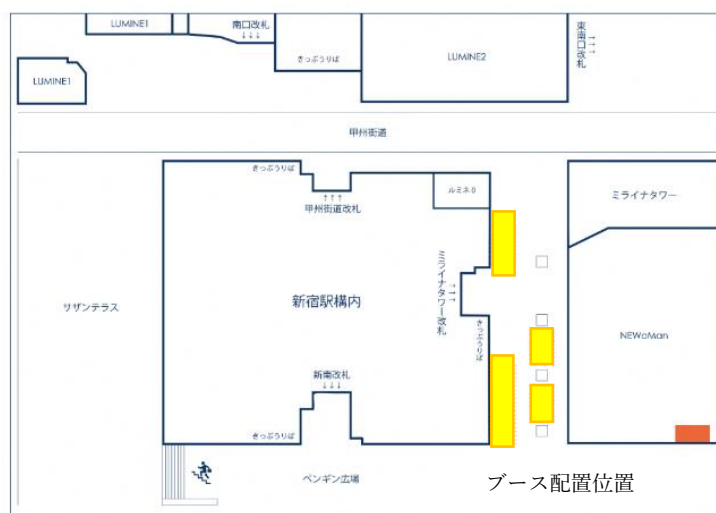 LUMINE1
南口改札
↓↓↓
きっぷうりば
LUMINE2
東南口改札
→→→
LUMINE1
甲州街道
きっぷうりば
↑↑↑
甲州街道改札
ルミネ0
ミライナタワー
ミライナタワー改札
→→→
サザンテラス
新宿駅構内
きっぷうりば
NEWoMan
新南改札
↓↓↓
きっぷうりば
ペンギン広場
ブース配置位置